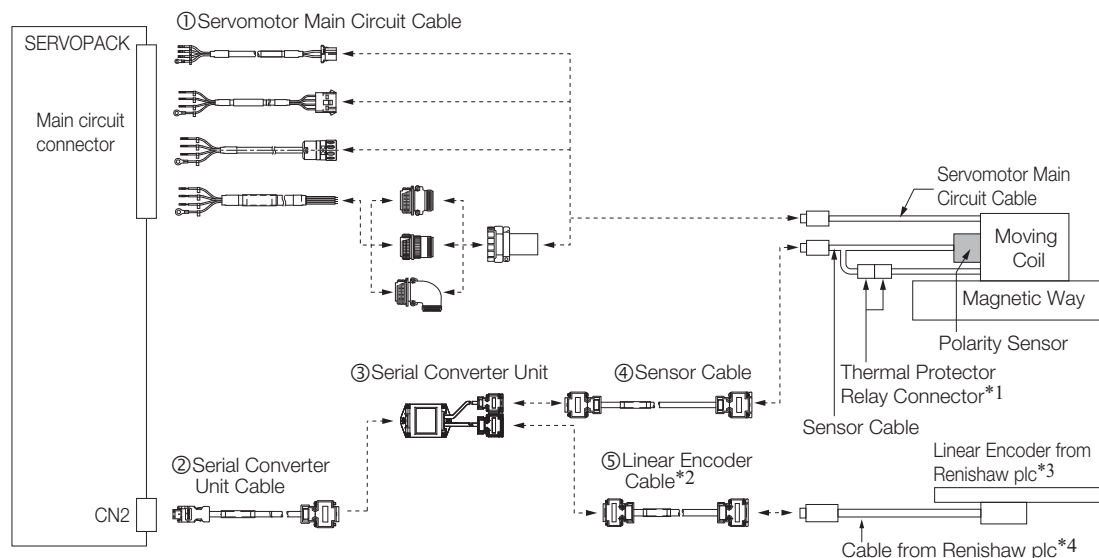 ①Servomotor Main Circuit Cable
SERVOPACK
Main circuit
connector
Servomotor Main
Circuit Cable
Moving
Coil
Magnetic Way
Polarity Sensor
Thermal Protector
Relay Connector*1
Sensor Cable
③Serial Converter Unit
④Sensor Cable
②Serial Converter
Unit Cable
⑤Linear Encoder
Cable*2
Linear Encoder from
Renishaw plc*3
CN2
Cable from Renishaw plc*4